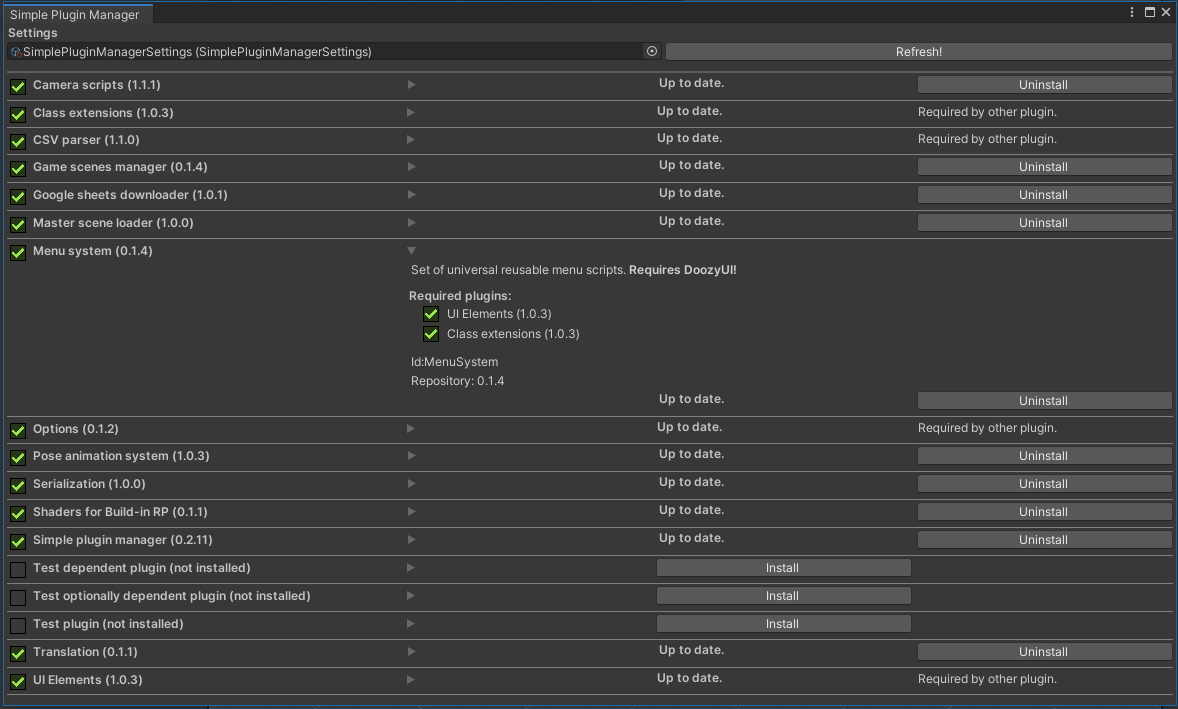 Simple Plugin Manager
Settings
SimplePluginManagerSettings (SimplePluginManagerSettings) Refresh!
Camera scripts (1.1.1) Up to date. Uninstall
Class extensions (1.0.3) Up to date. Required by other plugin.
CSV parser (1.1.0) Up to date. Required by other plugin.
Game scenes manager (0.1.4) Up to date. Uninstall
Google sheets downloader (1.0.1) Up to date. Uninstall
Master scene loader (1.0.0) Up to date. Uninstall
Menu system (0.1.4)
Set of universal reusable menu scripts. Requires DoozyUI!
Required plugins:
UI Elements (1.0.3)
Class extensions (1.0.3)
Id:MenuSystem
Repository: 0.1.4
Up to date. Uninstall
Options (0.1.2) Up to date. Required by other plugin.
Pose animation system (1.0.3) Up to date. Uninstall
Serialization (1.0.0) Up to date. Uninstall
Shaders for Build-in RP (0.1.1) Up to date. Uninstall
Simple plugin manager (0.2.11) Up to date. Uninstall
Test dependent plugin (not installed) Install
Test optionally dependent plugin (not installed) Install
Test plugin (not installed) Install
Translation (0.1.1) Up to date. Uninstall
UI Elements (1.0.3) Up to date. Required by other plugin.